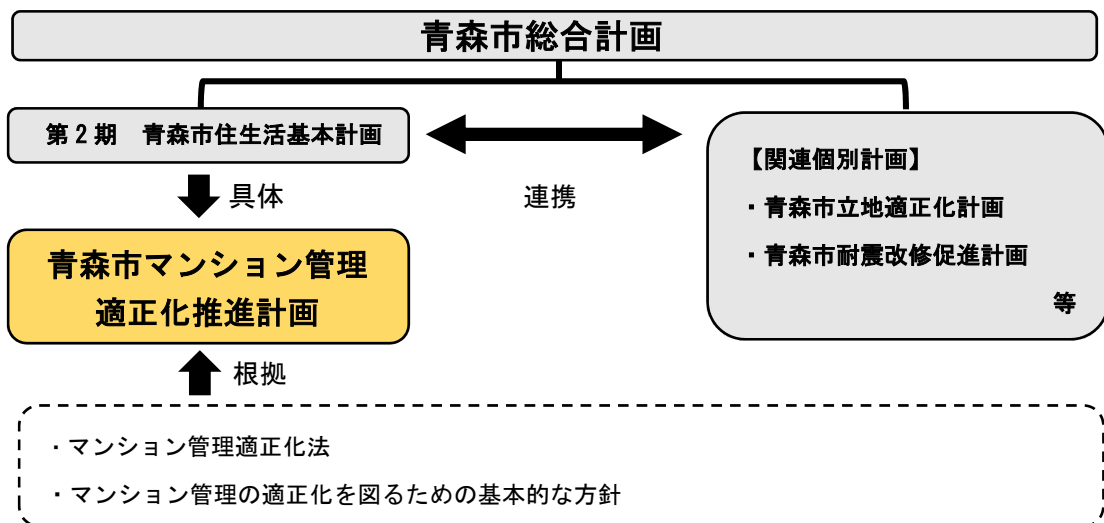 青森市総合計画
第2期　青森市住生活基本計画
具体
連携
【関連個別計画】
・青森市立地適正化計画
・青森市耐震改修促進計画
等
青森市マンション管理
適正化推進計画
根拠
・マンション管理適正化法
・マンション管理の適正化を図るための基本的な方針